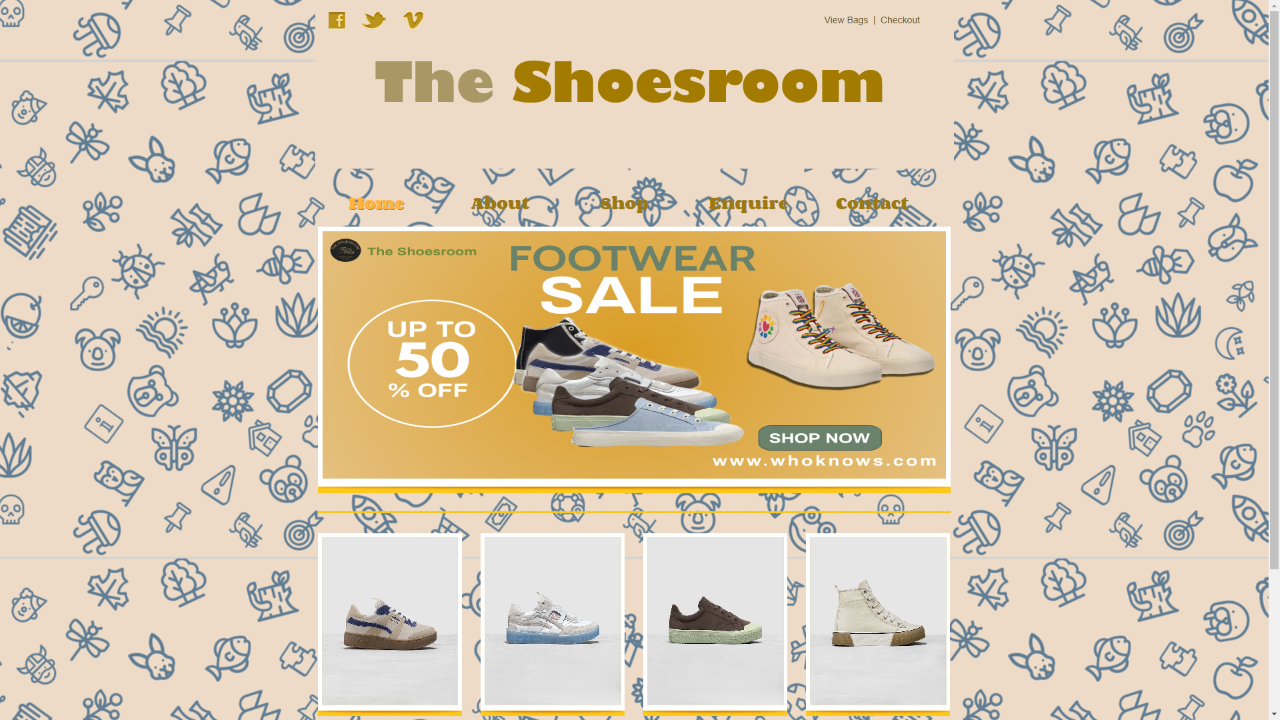 View Bags | Checkout
The Shoesroom
Home About Shop Enquire Contact
The Shoesroom
FOOTWEAR
SALE
UP TO
50
% OFF
SHOP NOW
www.whoknows.com